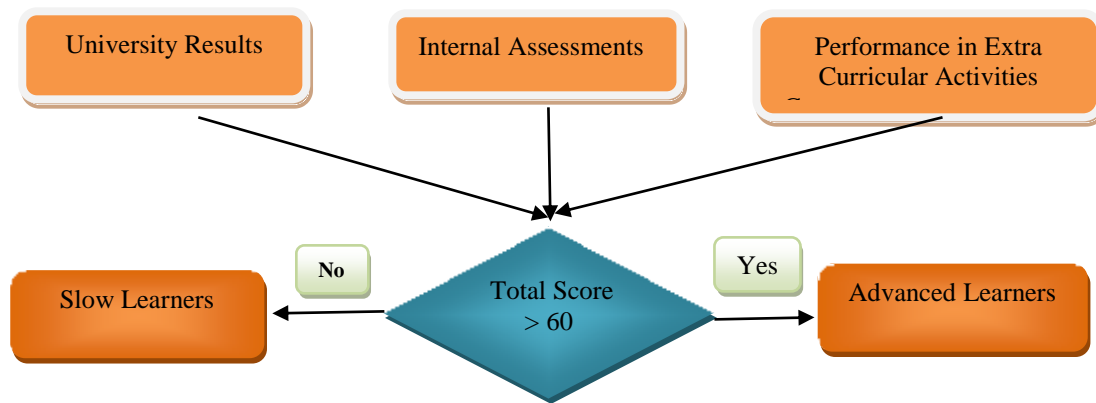 University Results
Internal Assessments
Performance in Extra
Curricular Activities
No
Yes
Slow Learners
Total Score
> 60
Advanced Learners